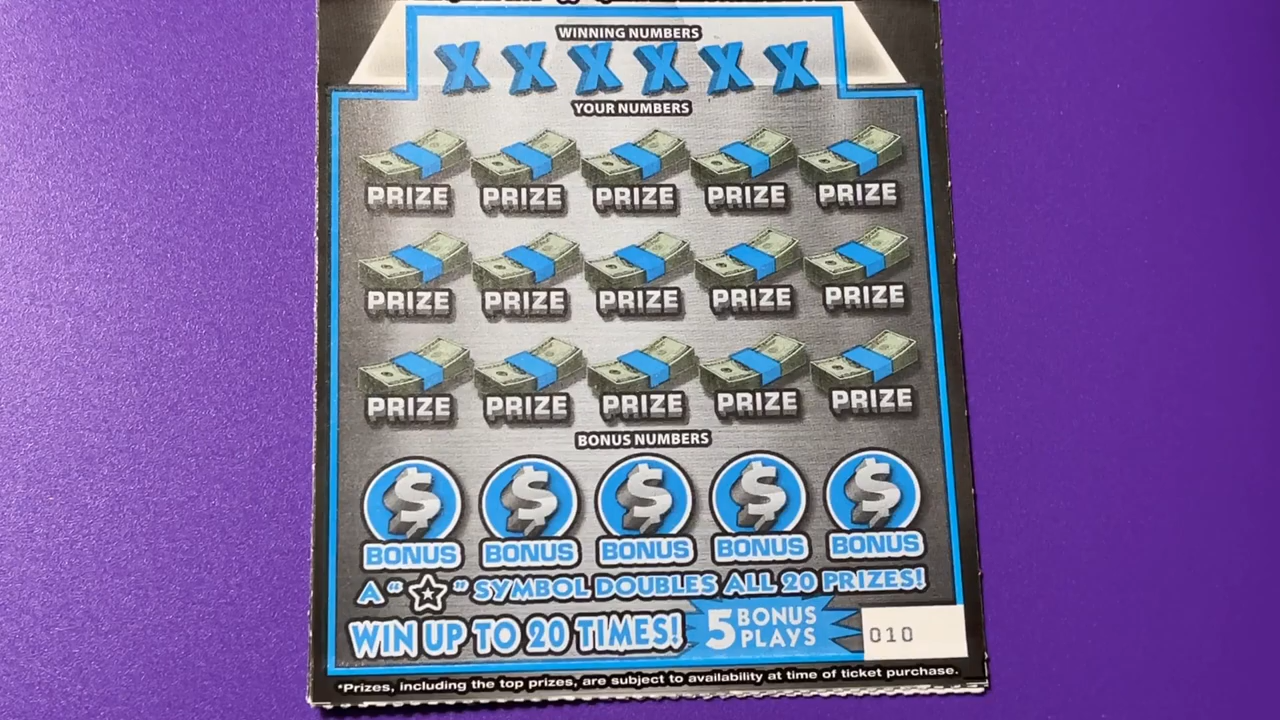 WINNING NUMBERS
X X X X X X
YOUR NUMBERS
PRIZE PRIZE PRIZE PRIZE PRIZE
PRIZE PRIZE PRIZE PRIZE PRIZE
PRIZE PRIZE PRIZE PRIZE PRIZE
BONUS NUMBERS
$ $ $ $ $
BONUS BONUS BONUS BONUS BONUS
A "☆" SYMBOL DOUBLES ALL 20 PRIZES!
WIN UP TO 20 TIMES! 5 BONUS PLAYS 010
*Prizes, including the top prizes, are subject to availability at time of ticket purchase.